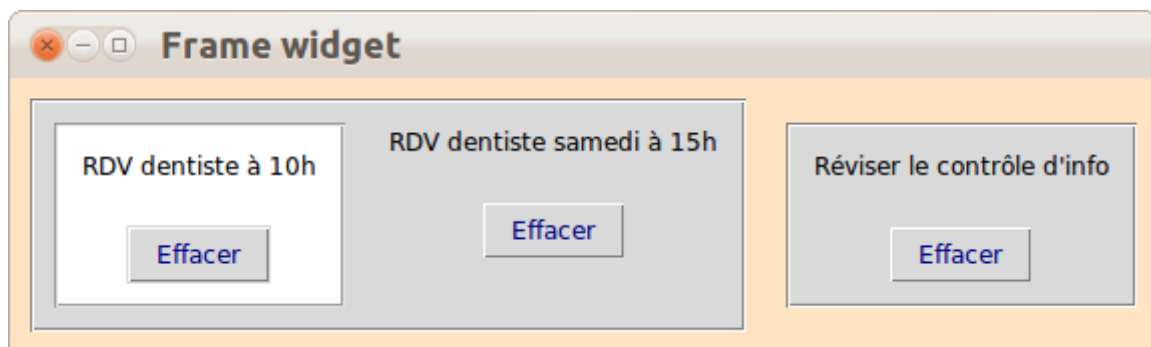 Frame widget
RDV dentiste à 10h
Effacer
RDV dentiste samedi à 15h
Effacer
Réviser le contrôle d'info
Effacer